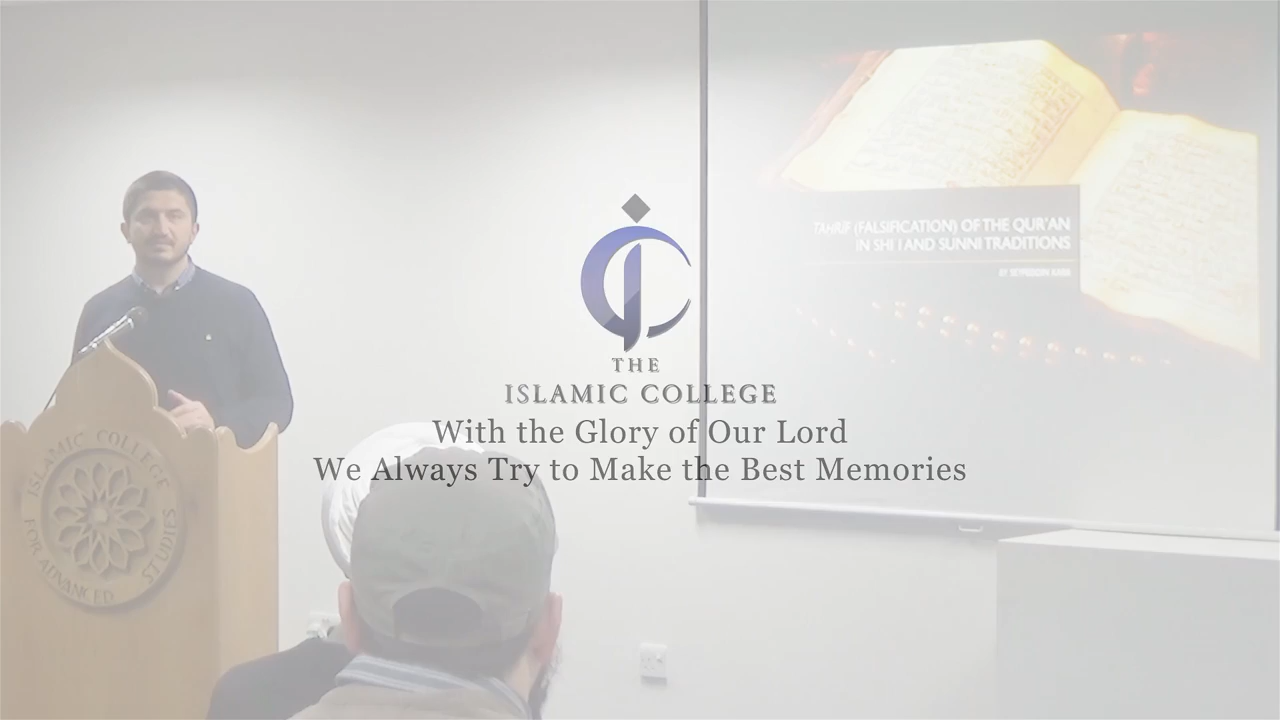 TAHRIF (FALSIFICATION) OF THE QUR'AN
IN SHI'I AND SUNNI TRADITIONS
THE
ISLAMIC COLLEGE
With the Glory of Our Lord
We Always Try to Make the Best Memories
ISLAMIC COLLEGE
FOR ADVANCED STUDIES